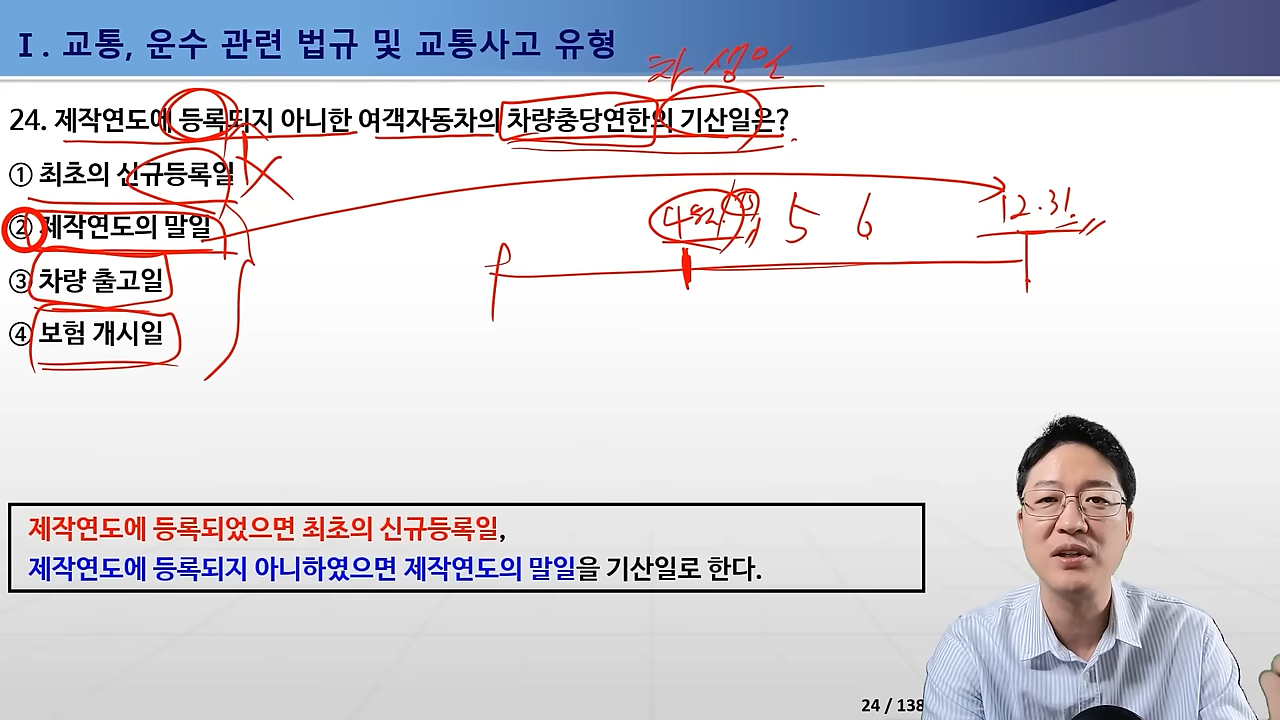 Ⅰ. 교통, 운수 관련 법규 및 교통사고 유형
차 생일
24. 제작연도에 등록되지 아니한 여객자동차의 차량충당연한의 기산일은?
① 최초의 신규등록일
② 제작연도의 말일
③ 차량 출고일
④ 보험 개시일
5 6 12.31.
제작연도에 등록되었으면 최초의 신규등록일,
제작연도에 등록되지 아니하였으면 제작연도의 말일을 기산일로 한다.
24 / 138